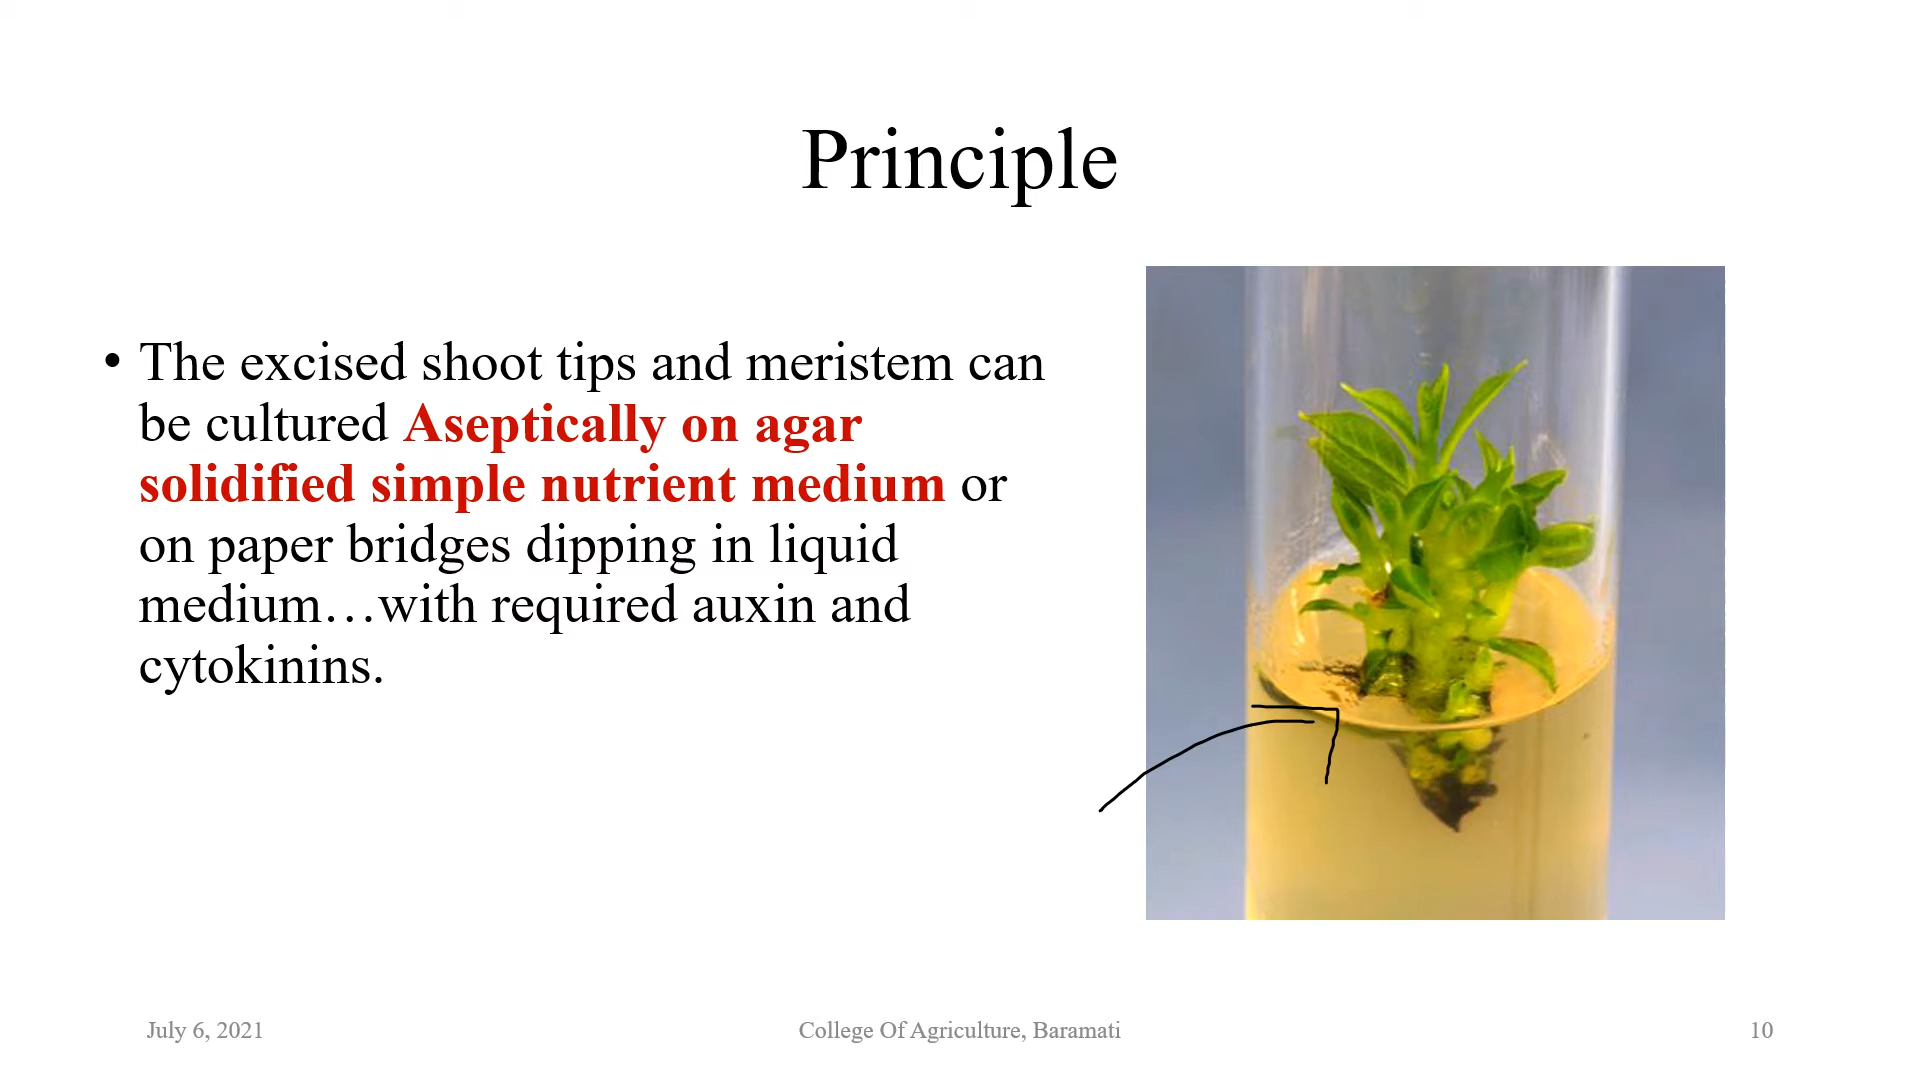 Principle
• The excised shoot tips and meristem can
be cultured Aseptically on agar
solidified simple nutrient medium or
on paper bridges dipping in liquid
medium…with required auxin and
cytokinins.
July 6, 2021
College Of Agriculture, Baramati
10